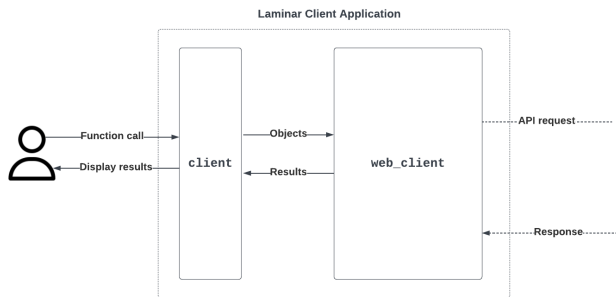 Laminar Client Application
Function call
Objects
API request
Display results
client
Results
web_client
Response